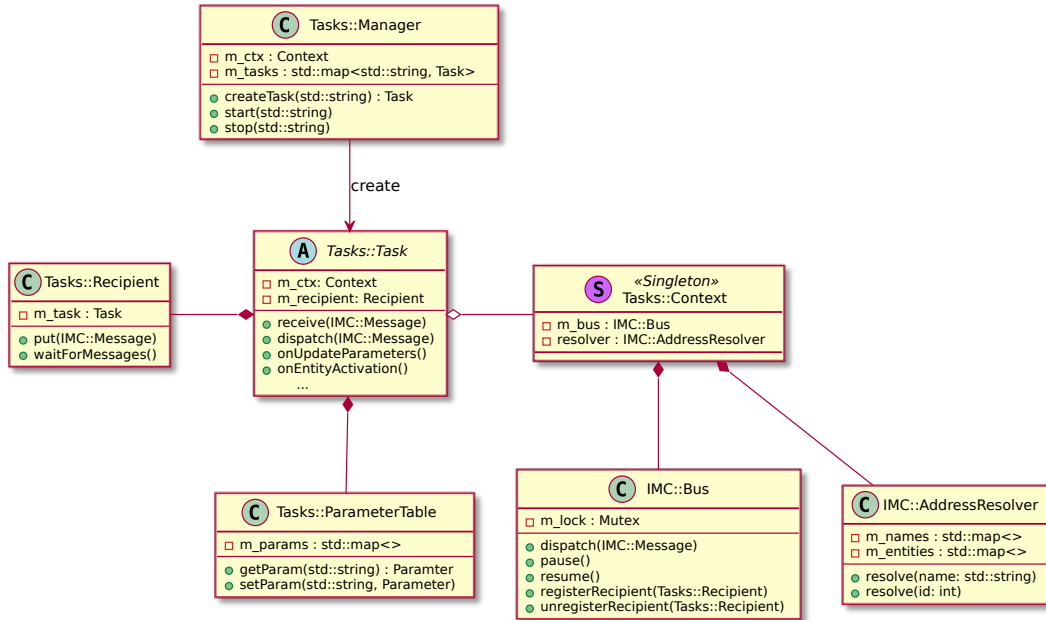 C Tasks::Manager
m_ctx : Context
m_tasks : std::map<std::string, Task>
createTask(std::string) : Task
start(std::string)
stop(std::string)
create
A Tasks::Task
m_ctx: Context
m_recipient: Recipient
receive(IMC::Message)
dispatch(IMC::Message)
onUpdateParameters()
onEntityActivation()
...
C Tasks::Recipient
m_task : Task
put(IMC::Message)
waitForMessages()
S «Singleton»
Tasks::Context
m_bus : IMC::Bus
resolver : IMC::AddressResolver
C Tasks::ParameterTable
m_params : std::map<>
getParam(std::string) : Paramter
setParam(std::string, Parameter)
C IMC::Bus
m_lock : Mutex
dispatch(IMC::Message)
pause()
resume()
registerRecipient(Tasks::Recipient)
unregisterRecipient(Tasks::Recipient)
C IMC::AddressResolver
m_names : std::map<>
m_entities : std::map<>
resolve(name: std::string)
resolve(id: int)